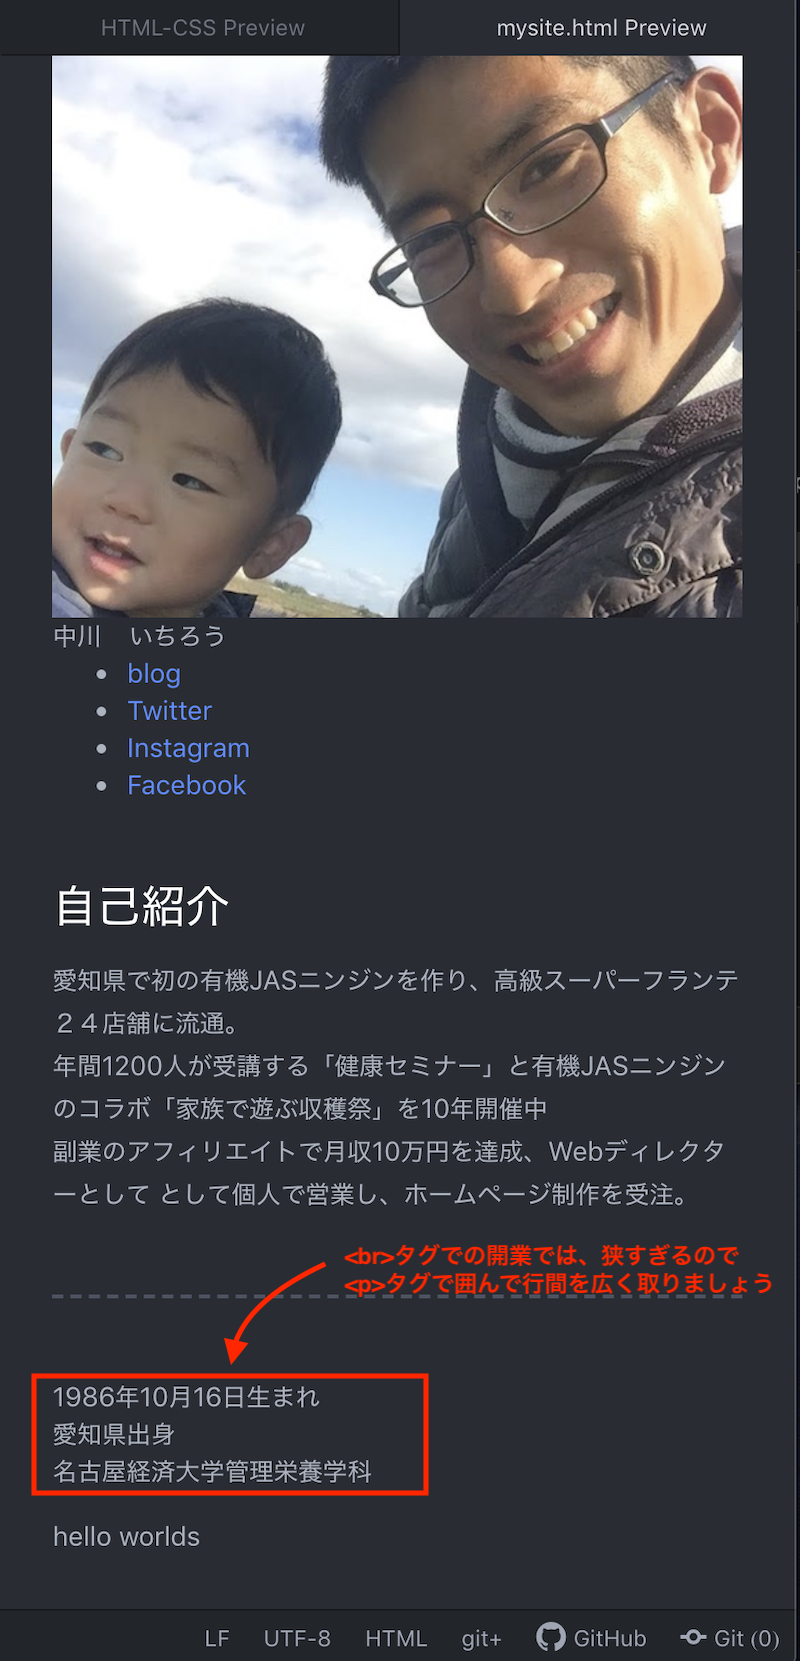 HTML-CSS Preview
mysite.html Preview
中川　いちろう
blog
Twitter
Instagram
Facebook
自己紹介
愛知県で初の有機JASニンジンを作り、高級スーパーフランテ
２４店舗に流通。
年間1200人が受講する「健康セミナー」と有機JASニンジン
のコラボ「家族で遊ぶ収穫祭」を10年開催中
副業のアフィリエイトで月収10万円を達成、Webディレクタ
ーとして として個人で営業し、ホームページ制作を受注。
<br>タグでの開業では、狭すぎるので
<p>タグで囲んで行間を広く取りましょう
1986年10月16日生まれ
愛知県出身
名古屋経済大学管理栄養学科
hello worlds
LF UTF-8 HTML git+ GitHub Git (0)